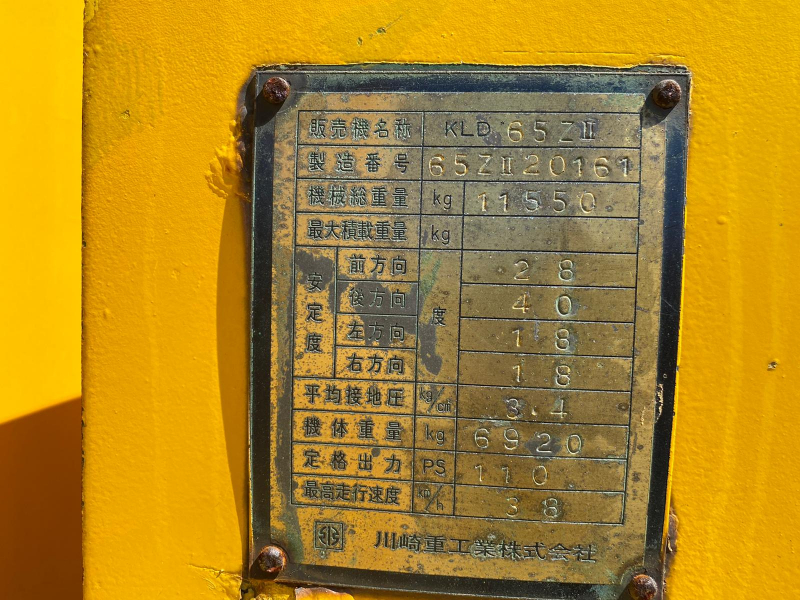 販売機名称 KLD 65ZII
製造番号 65ZII20161
機械総重量 kg 11550
最大積載重量 kg
安定度 前方向 度 28
後方向 40
左方向 18
右方向 18
平均接地圧 kg/cm² 3.4
機体重量 kg 6920
定格出力 PS 110
最高走行速度 km/h 38
川崎重工業株式会社